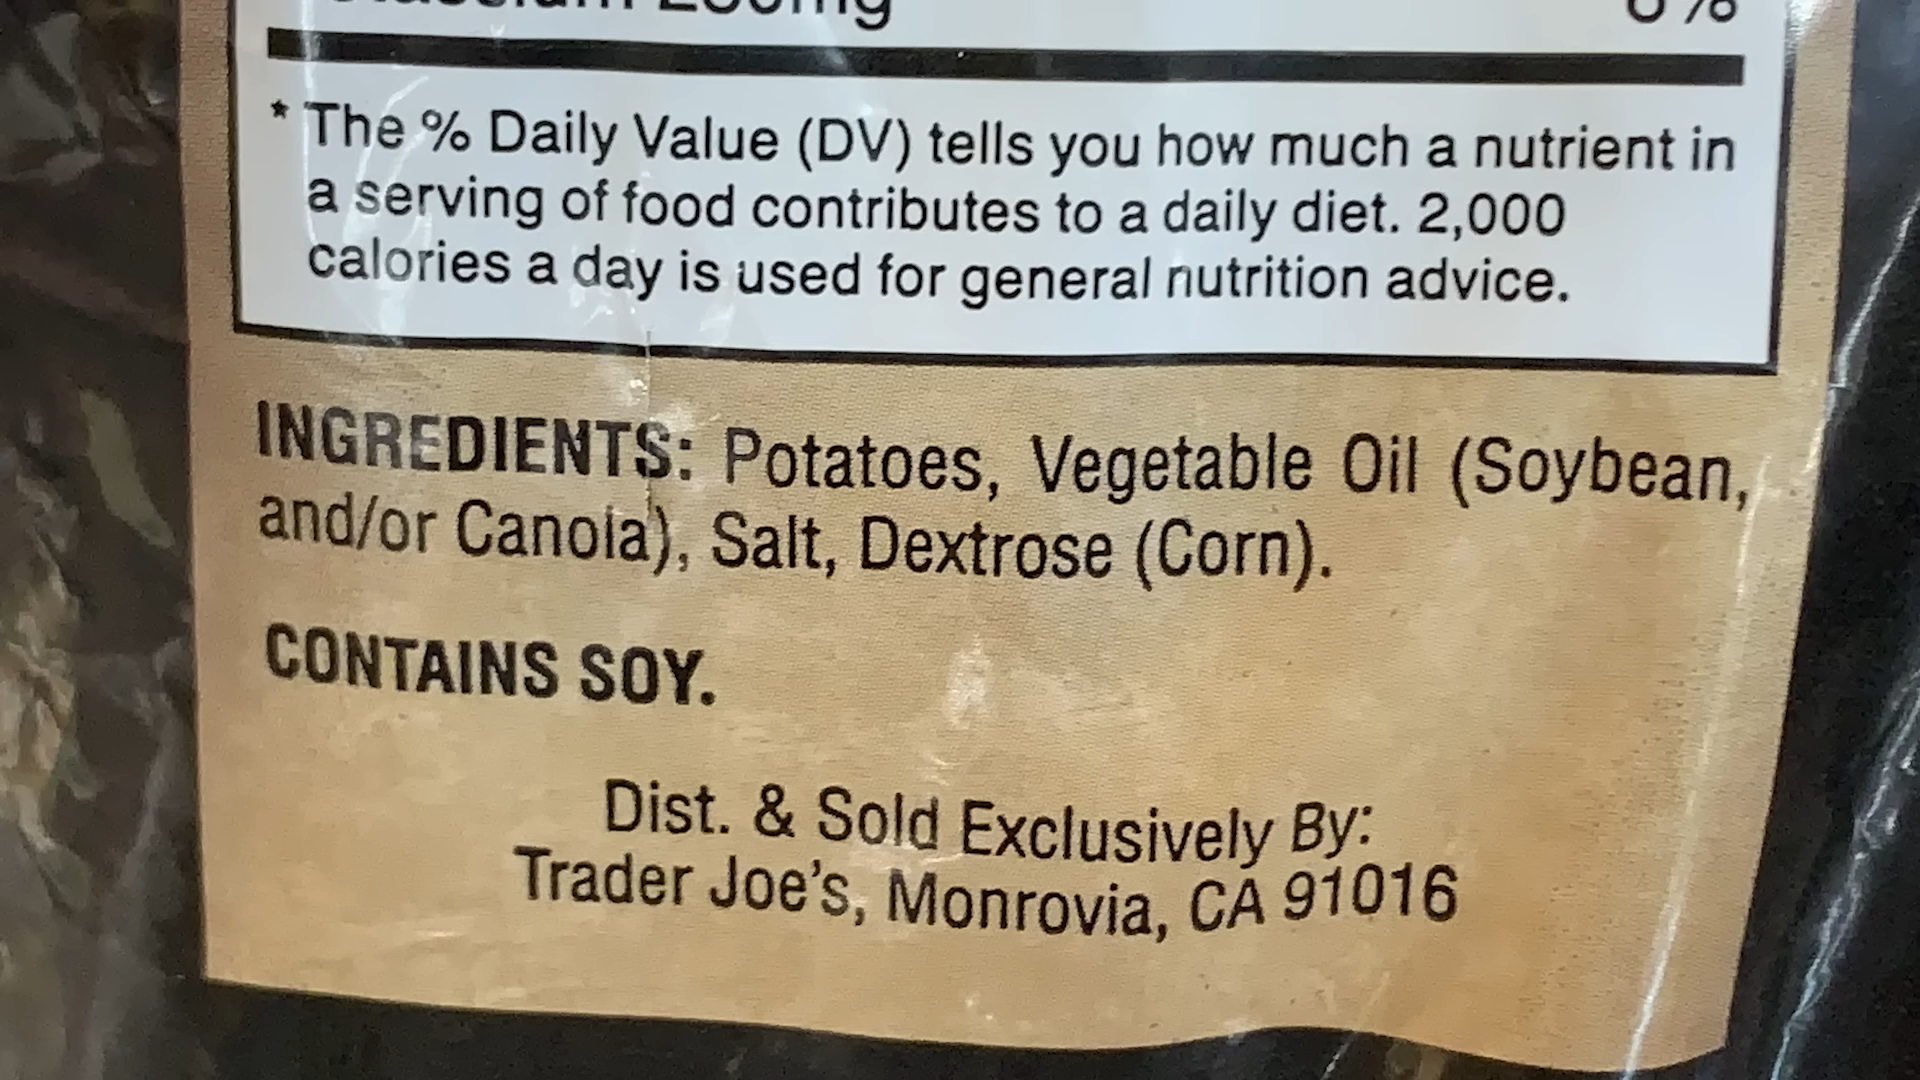 * The % Daily Value (DV) tells you how much a nutrient in
a serving of food contributes to a daily diet. 2,000
calories a day is used for general nutrition advice.
INGREDIENTS: Potatoes, Vegetable Oil (Soybean,
and/or Canola), Salt, Dextrose (Corn).
CONTAINS SOY.
Dist. & Sold Exclusively By:
Trader Joe's, Monrovia, CA 91016